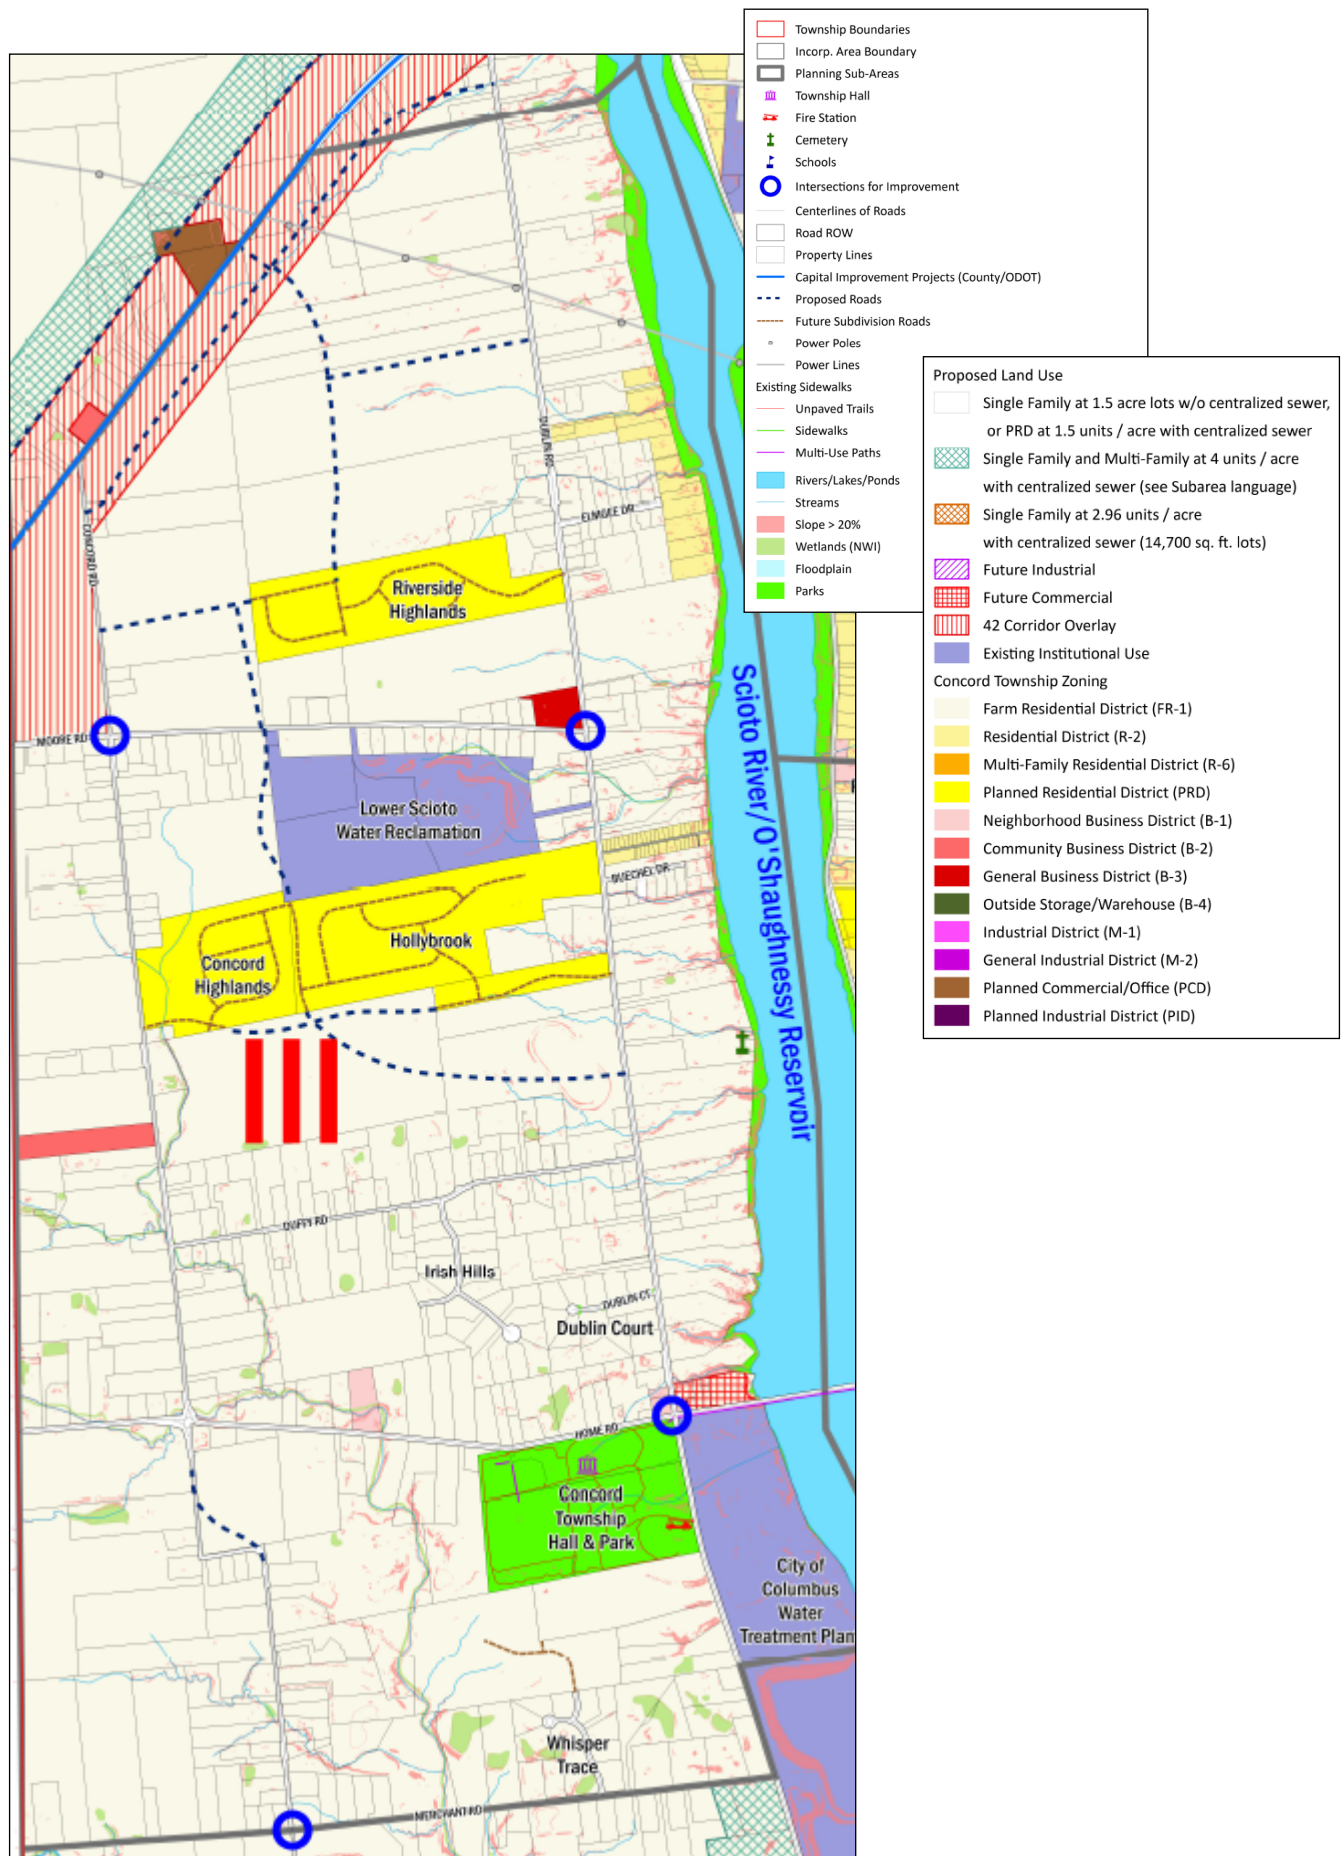 Township Boundaries
Incorp. Area Boundary
Planning Sub-Areas
Township Hall
Fire Station
Cemetery
Schools
Intersections for Improvement
Centerlines of Roads
Road ROW
Property Lines
Capital Improvement Projects (County/ODOT)
Proposed Roads
Future Subdivision Roads
Power Poles
Power Lines
Existing Sidewalks
Unpaved Trails
Sidewalks
Multi-Use Paths
Rivers/Lakes/Ponds
Streams
Slope > 20%
Wetlands (NWI)
Floodplain
Parks
Proposed Land Use
Single Family at 1.5 acre lots w/o centralized sewer,
or PRD at 1.5 units / acre with centralized sewer
Single Family and Multi-Family at 4 units / acre
with centralized sewer (see Subarea language)
Single Family at 2.96 units / acre
with centralized sewer (14,700 sq. ft. lots)
Future Industrial
Future Commercial
42 Corridor Overlay
Existing Institutional Use
Concord Township Zoning
Farm Residential District (FR-1)
Residential District (R-2)
Multi-Family Residential District (R-6)
Planned Residential District (PRD)
Neighborhood Business District (B-1)
Community Business District (B-2)
General Business District (B-3)
Outside Storage/Warehouse (B-4)
Industrial District (M-1)
General Industrial District (M-2)
Planned Commercial/Office (PCD)
Planned Industrial District (PID)
DUBLIN RD
ELMGEE DR
CONCORD RD
Riverside
Highlands
MOORE RD
Scioto River/O'Shaughnessy Reservoir
Lower Scioto
Water Reclamation
DUECHEL DR
Hollybrook
Concord
Highlands
DUFFY RD
Irish Hills
DUBLIN CT
Dublin Court
HOME RD
Concord
Township
Hall & Park
City of
Columbus
Water
Treatment Plan
Whisper
Trace
MERCHANT RD